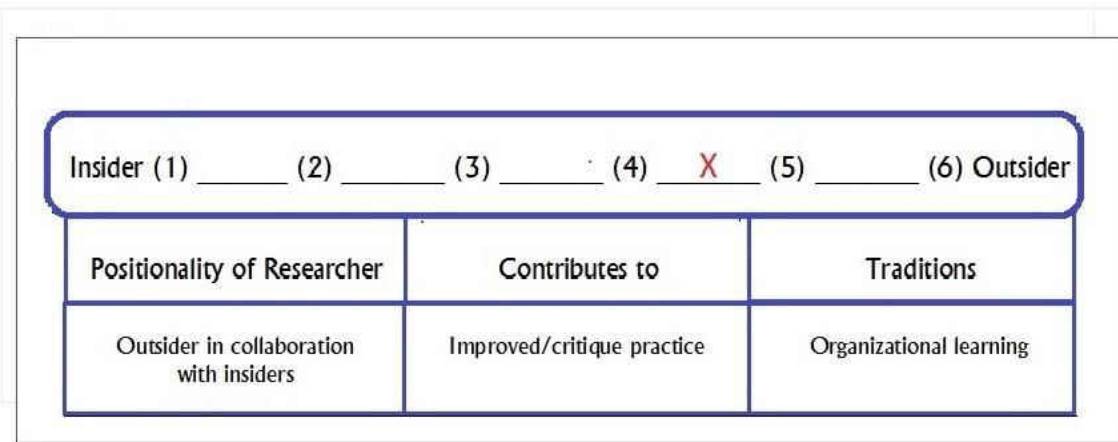 Insider (1) _______ (2) _______ (3) _______ (4) ___X___ (5) _______ (6) Outsider
Positionality of Researcher
Contributes to
Traditions
Outsider in collaboration
with insiders
Improved/critique practice
Organizational learning